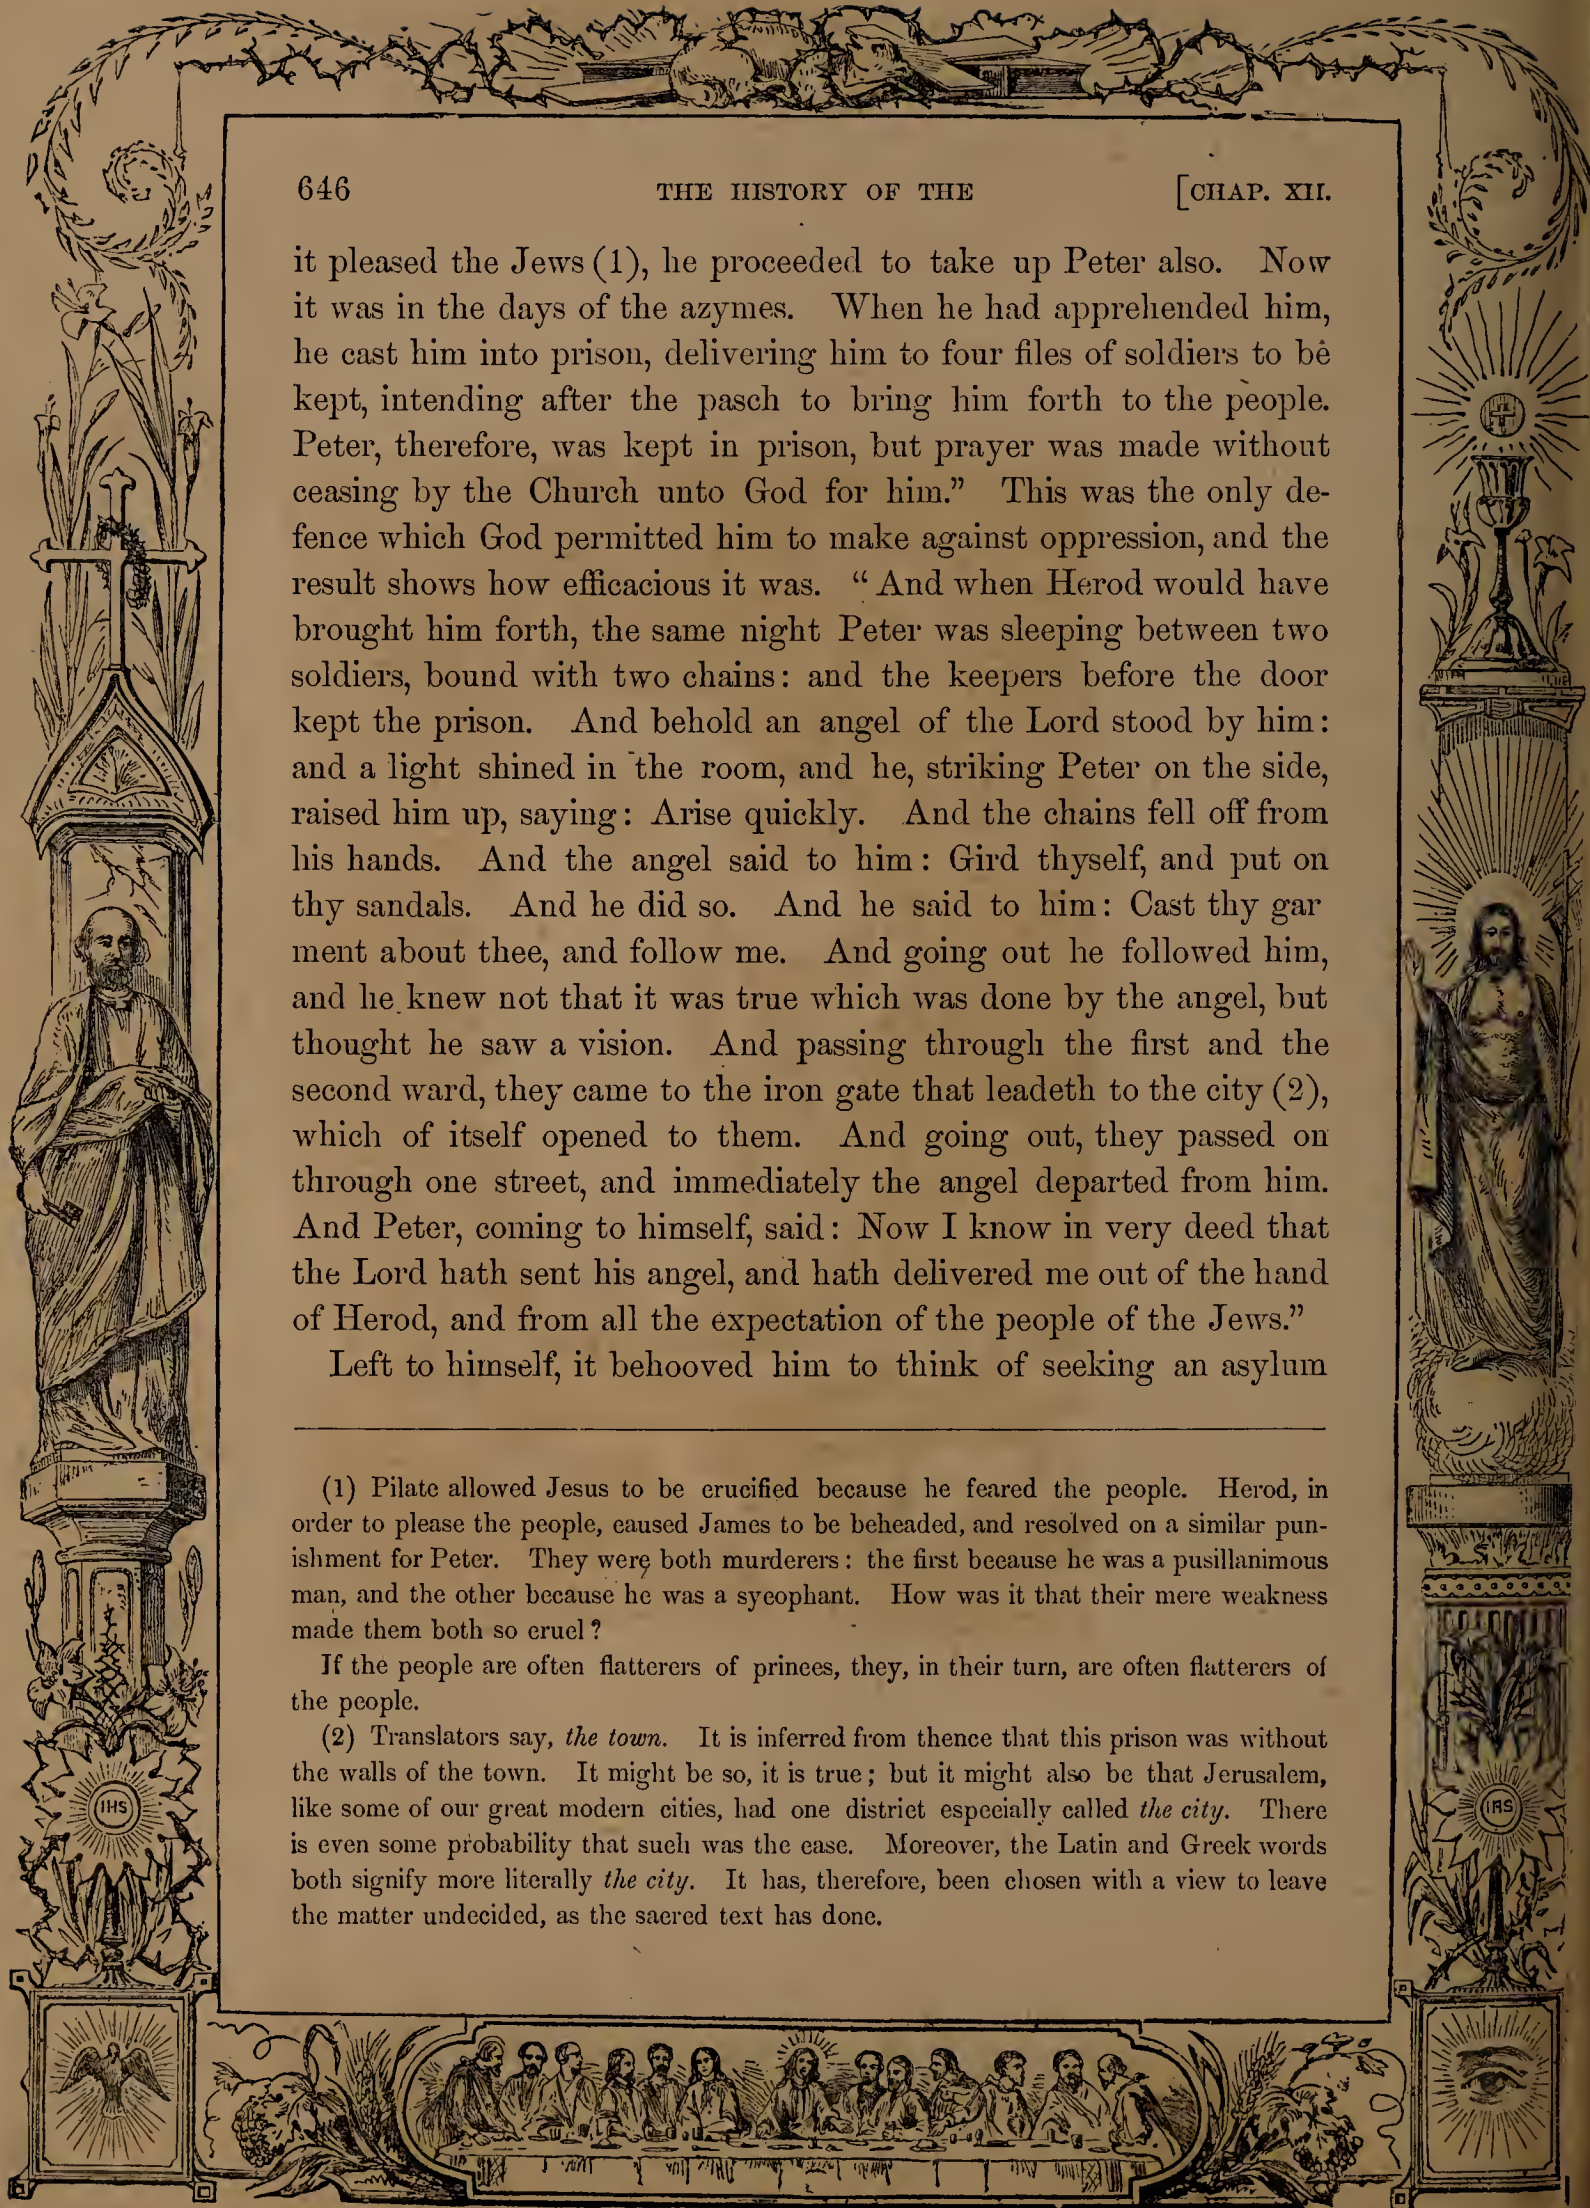 646 THE HISTORY OF THE [CHAP. XII.
it pleased the Jews (1), he proceeded to take up Peter also. Now
it was in the days of the azymes. When he had apprehended him,
he cast him into prison, delivering him to four files of soldiers to be
kept, intending after the pasch to bring him forth to the people.
Peter, therefore, was kept in prison, but prayer was made without
ceasing by the Church unto God for him.” This was the only de-
fence which God permitted him to make against oppression, and the
result shows how efficacious it was. “And when Herod would have
brought him forth, the same night Peter was sleeping between two
soldiers, bound with two chains: and the keepers before the door
kept the prison. And behold an angel of the Lord stood by him:
and a light shined in the room, and he, striking Peter on the side,
raised him up, saying: Arise quickly. And the chains fell off from
his hands. And the angel said to him: Gird thyself, and put on
thy sandals. And he did so. And he said to him: Cast thy gar
ment about thee, and follow me. And going out he followed him,
and he knew not that it was true which was done by the angel, but
thought he saw a vision. And passing through the first and the
second ward, they came to the iron gate that leadeth to the city (2),
which of itself opened to them. And going out, they passed on
through one street, and immediately the angel departed from him.
And Peter, coming to himself, said: Now I know in very deed that
the Lord hath sent his angel, and hath delivered me out of the hand
of Herod, and from all the expectation of the people of the Jews.”
Left to himself, it behooved him to think of seeking an asylum
(1) Pilate allowed Jesus to be crucified because he feared the people. Herod, in
order to please the people, caused James to be beheaded, and resolved on a similar pun-
ishment for Peter. They were both murderers: the first because he was a pusillanimous
man, and the other because he was a sycophant. How was it that their mere weakness
made them both so cruel?
If the people are often flatterers of princes, they, in their turn, are often flatterers of
the people.
(2) Translators say, the town. It is inferred from thence that this prison was without
the walls of the town. It might be so, it is true; but it might also be that Jerusalem,
like some of our great modern cities, had one district especially called the city. There
is even some probability that such was the case. Moreover, the Latin and Greek words
both signify more literally the city. It has, therefore, been chosen with a view to leave
the matter undecided, as the sacred text has done.
IHS
IHS